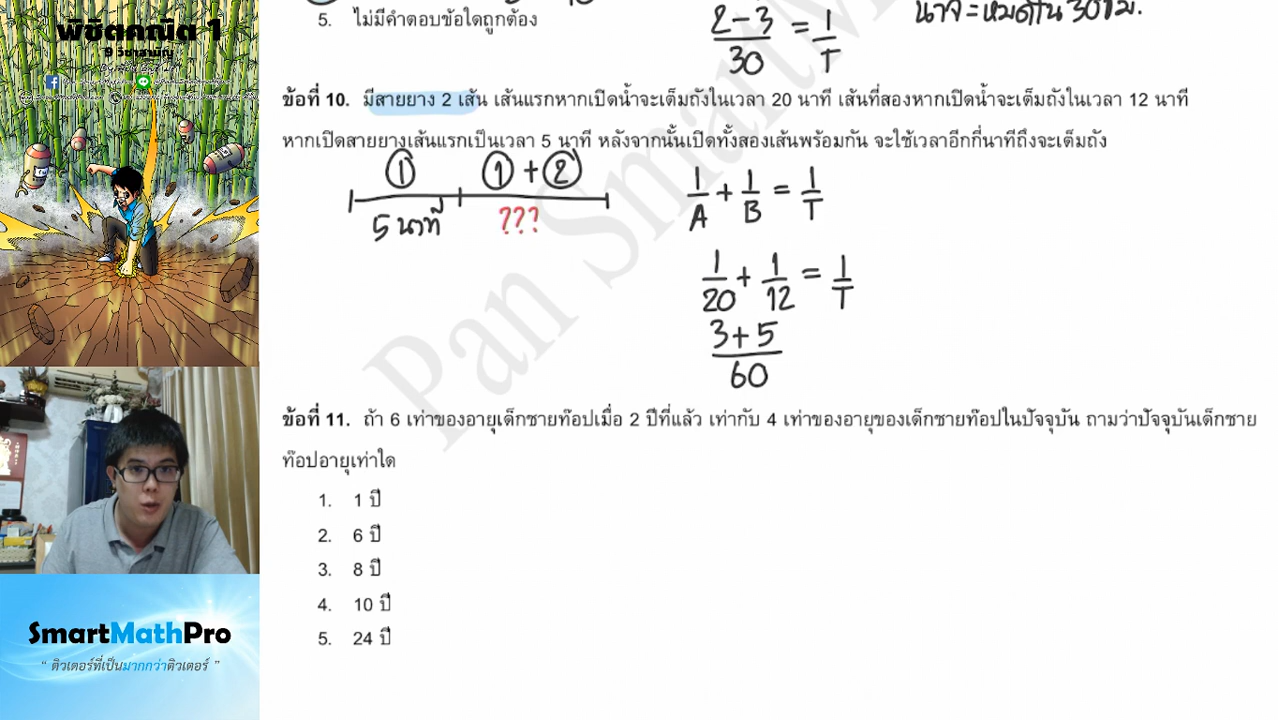 พิชิตคณิต 1
9 วิชาสามัญ
5. ไม่มีคำตอบข้อใดถูกต้อง
2-3 = 1
30 T
ข้อที่ 10. มีสายยาง 2 เส้น เส้นแรกหากเปิดน้ำจะเต็มถังในเวลา 20 นาที เส้นที่สองหากเปิดน้ำจะเต็มถังในเวลา 12 นาที
หากเปิดสายยางเส้นแรกเป็นเวลา 5 นาที หลังจากนั้นเปิดทั้งสองเส้นพร้อมกัน จะใช้เวลาอีกกี่นาทีถึงจะเต็มถัง
① ① + ②
5 นาที ???
1/A + 1/B = 1/T
1/20 + 1/12 = 1/T
3+5
60
ข้อที่ 11. ถ้า 6 เท่าของอายุเด็กชายท๊อปเมื่อ 2 ปีที่แล้ว เท่ากับ 4 เท่าของอายุของเด็กชายท๊อปในปัจจุบัน ถามว่าปัจจุบันเด็กชาย
ท๊อปอายุเท่าใด
1. 1 ปี
2. 6 ปี
3. 8 ปี
4. 10 ปี
5. 24 ปี
SmartMathPro
“ ติวเตอร์ที่เป็นมากกว่าติวเตอร์ ”